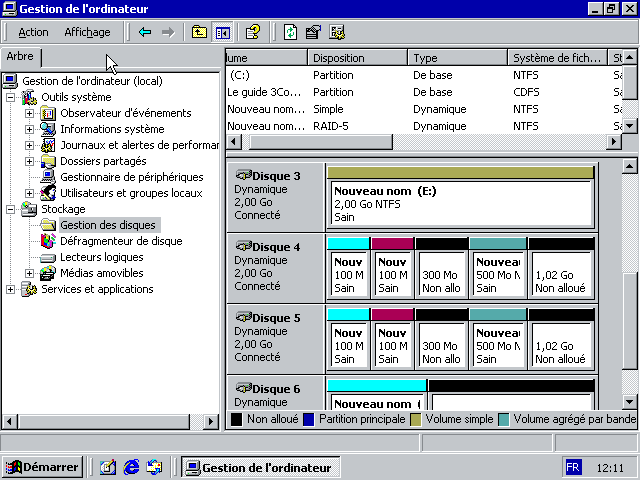 Gestion de l'ordinateur
Action Affichage
Arbre
Gestion de l'ordinateur (local)
Outils système
Observateur d'événements
Informations système
Journaux et alertes de performan
Dossiers partagés
Gestionnaire de périphériques
Utilisateurs et groupes locaux
Stockage
Gestion des disques
Défragmenteur de disque
Lecteurs logiques
Médias amovibles
Services et applications
lume Disposition Type Système de fich...
(C:) Partition De base NTFS
Le guide 3Co... Partition De base CDFS
Nouveau nom... Simple Dynamique NTFS
Nouveau nom... RAID-5 Dynamique NTFS
Disque 3
Dynamique
2,00 Go
Connecté
Nouveau nom (E:)
2,00 Go NTFS
Sain
Disque 4
Dynamique
2,00 Go
Connecté
Nouv
100 M
Sain
Nouv
100 M
Sain
300 Mo
Non allo
Nouveau
500 Mo N
Sain
1,02 Go
Non alloué
Disque 5
Dynamique
2,00 Go
Connecté
Nouv
100 M
Sain
Nouv
100 M
Sain
300 Mo
Non allo
Nouveau
500 Mo N
Sain
1,02 Go
Non alloué
Disque 6
Dynamique
Nouveau nom (
Non alloué Partition principale Volume simple Volume agrégé par bande
Démarrer Gestion de l'ordinateur FR 12:11